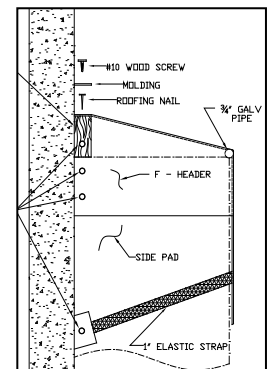 #10 WOOD SCREW
MOLDING
ROOFING NAIL
3/4" GALV
PIPE
F - HEADER
SIDE PAD
1" ELASTIC STRAP